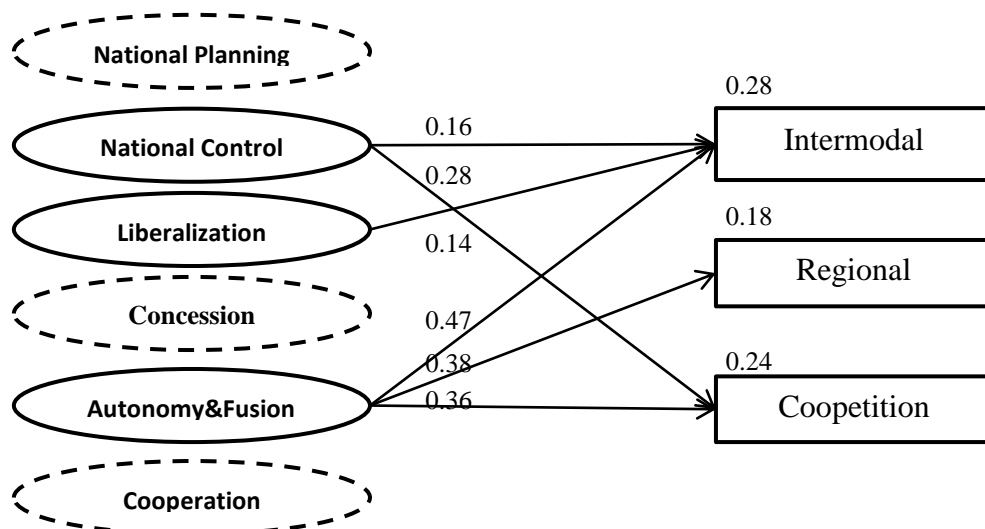 National Planning
0.28
0.16
National Control
Intermodal
0.28
0.18
Liberalization
0.14
Regional
Concession
0.47
0.38
0.24
0.36
Autonomy&Fusion
Coopetition
Cooperation